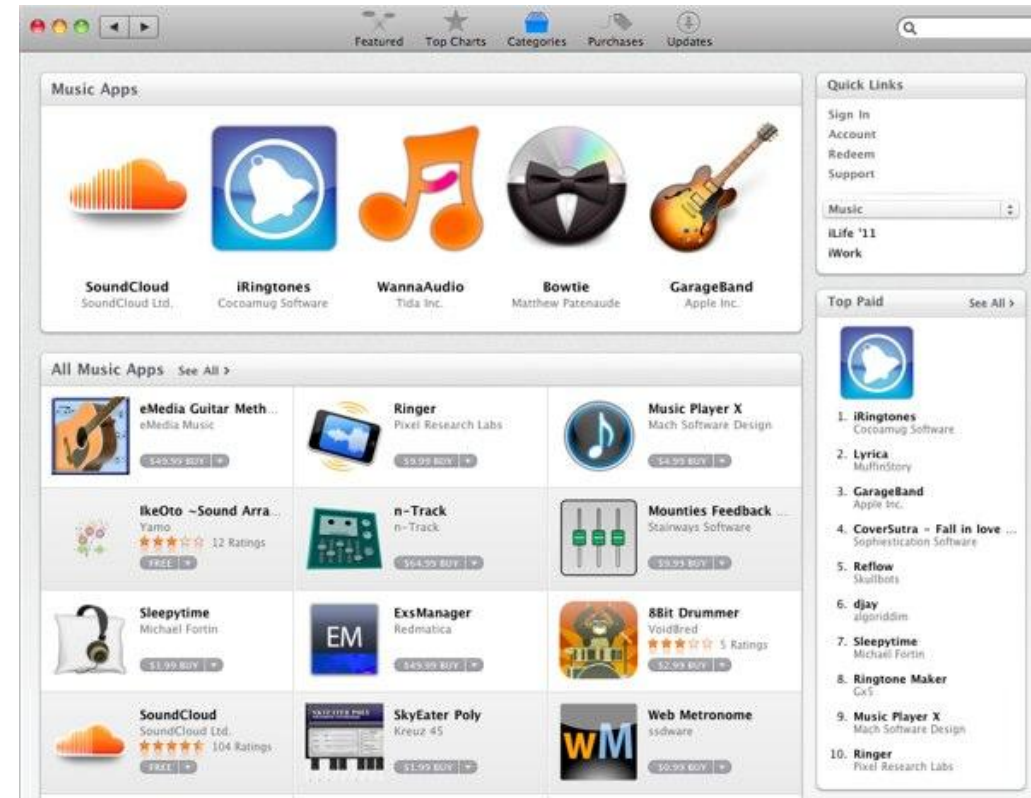 Featured
Top Charts
Categories
Purchases
Updates
Music Apps
SoundCloud
SoundCloud Ltd.
iRingtones
Cocoamug Software
WannaAudio
Tida Inc.
Bowtie
Matthew Patenaude
GarageBand
Apple Inc.
All Music Apps See All >
eMedia Guitar Meth...
eMedia Music
$49.99 BUY
Ringer
Pixel Research Labs
$9.99 BUY
Music Player X
Mach Software Design
$4.99 BUY
IkeOto ~Sound Arra...
Yamo
12 Ratings
FREE
n-Track
n-Track
$64.99 BUY
Mounties Feedback ...
Stairways Software
$9.99 BUY
Sleepytime
Michael Fortin
$1.99 BUY
EM
ExsManager
Redmatica
$49.99 BUY
8Bit Drummer
VoidBred
5 Ratings
$2.99 BUY
SoundCloud
SoundCloud Ltd.
104 Ratings
FREE
SKYEATER POLY
SkyEater Poly
Kreuz 45
$1.99 BUY
wM
Web Metronome
ssdware
$0.99 BUY
Quick Links
Sign In
Account
Redeem
Support
Music
iLife '11
iWork
Top Paid See All >
1. iRingtones
Cocoamug Software
2. Lyrica
MuffinStory
3. GarageBand
Apple Inc.
4. CoverSutra - Fall in love ...
Sophiestication Software
5. Reflow
Skullbots
6. djay
algoriddim
7. Sleepytime
Michael Fortin
8. Ringtone Maker
Gx5
9. Music Player X
Mach Software Design
10. Ringer
Pixel Research Labs